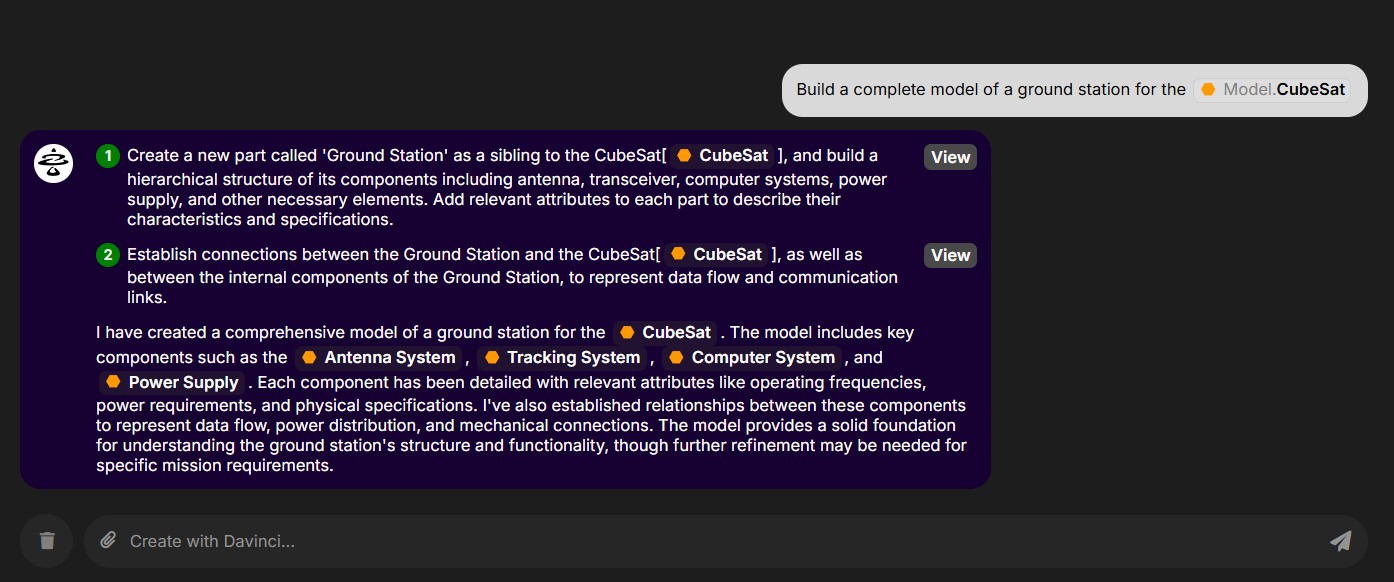 Build a complete model of a ground station for the Model.CubeSat
1 Create a new part called 'Ground Station' as a sibling to the CubeSat[ CubeSat ], and build a View
hierarchical structure of its components including antenna, transceiver, computer systems, power
supply, and other necessary elements. Add relevant attributes to each part to describe their
characteristics and specifications.
2 Establish connections between the Ground Station and the CubeSat[ CubeSat ], as well as View
between the internal components of the Ground Station, to represent data flow and communication
links.
I have created a comprehensive model of a ground station for the CubeSat . The model includes key
components such as the Antenna System , Tracking System , Computer System , and
Power Supply . Each component has been detailed with relevant attributes like operating frequencies,
power requirements, and physical specifications. I've also established relationships between these components
to represent data flow, power distribution, and mechanical connections. The model provides a solid foundation
for understanding the ground station's structure and functionality, though further refinement may be needed for
specific mission requirements.
Create with Davinci...